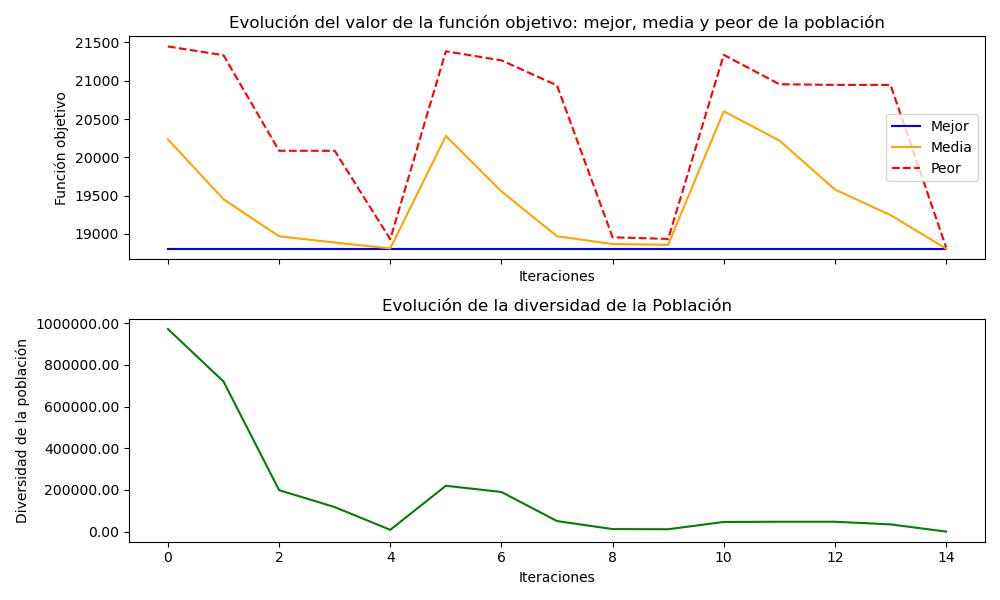 Evolución del valor de la función objetivo: mejor, media y peor de la población
Función objetivo
21500
21000
20500
20000
19500
19000
Mejor
Media
Peor
Iteraciones
Evolución de la diversidad de la Población
Diversidad de la población
1000000.00
800000.00
600000.00
400000.00
200000.00
0.00
0 2 4 6 8 10 12 14
Iteraciones